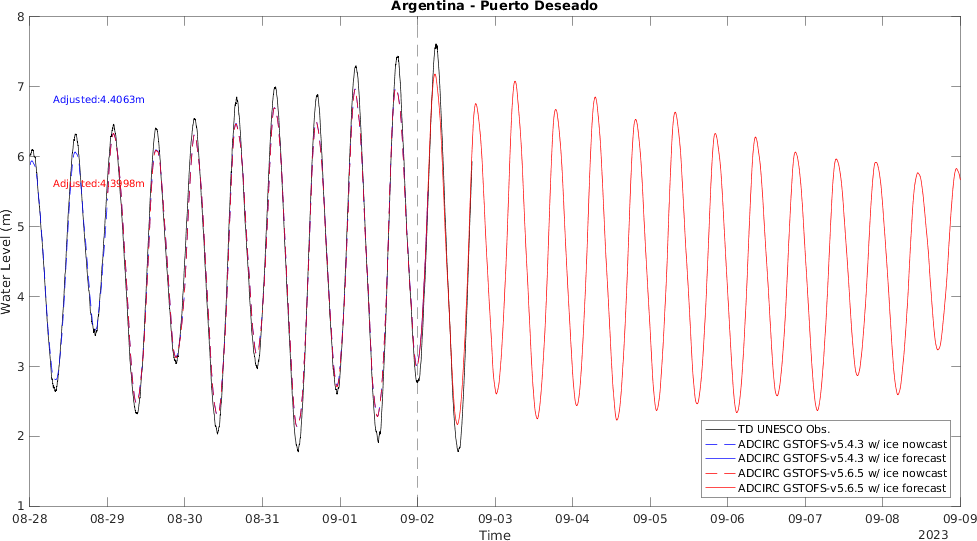 Argentina - Puerto Deseado
8
7
6
5
4
3
2
1
Water Level (m)
Adjusted:4.4063m
Adjusted:4.3998m
TD UNESCO Obs.
ADCIRC GSTOFS-v5.4.3 w/ ice nowcast
ADCIRC GSTOFS-v5.4.3 w/ ice forecast
ADCIRC GSTOFS-v5.6.5 w/ ice nowcast
ADCIRC GSTOFS-v5.6.5 w/ ice forecast
08-28 08-29 08-30 08-31 09-01 09-02 09-03 09-04 09-05 09-06 09-07 09-08 09-09
Time
2023